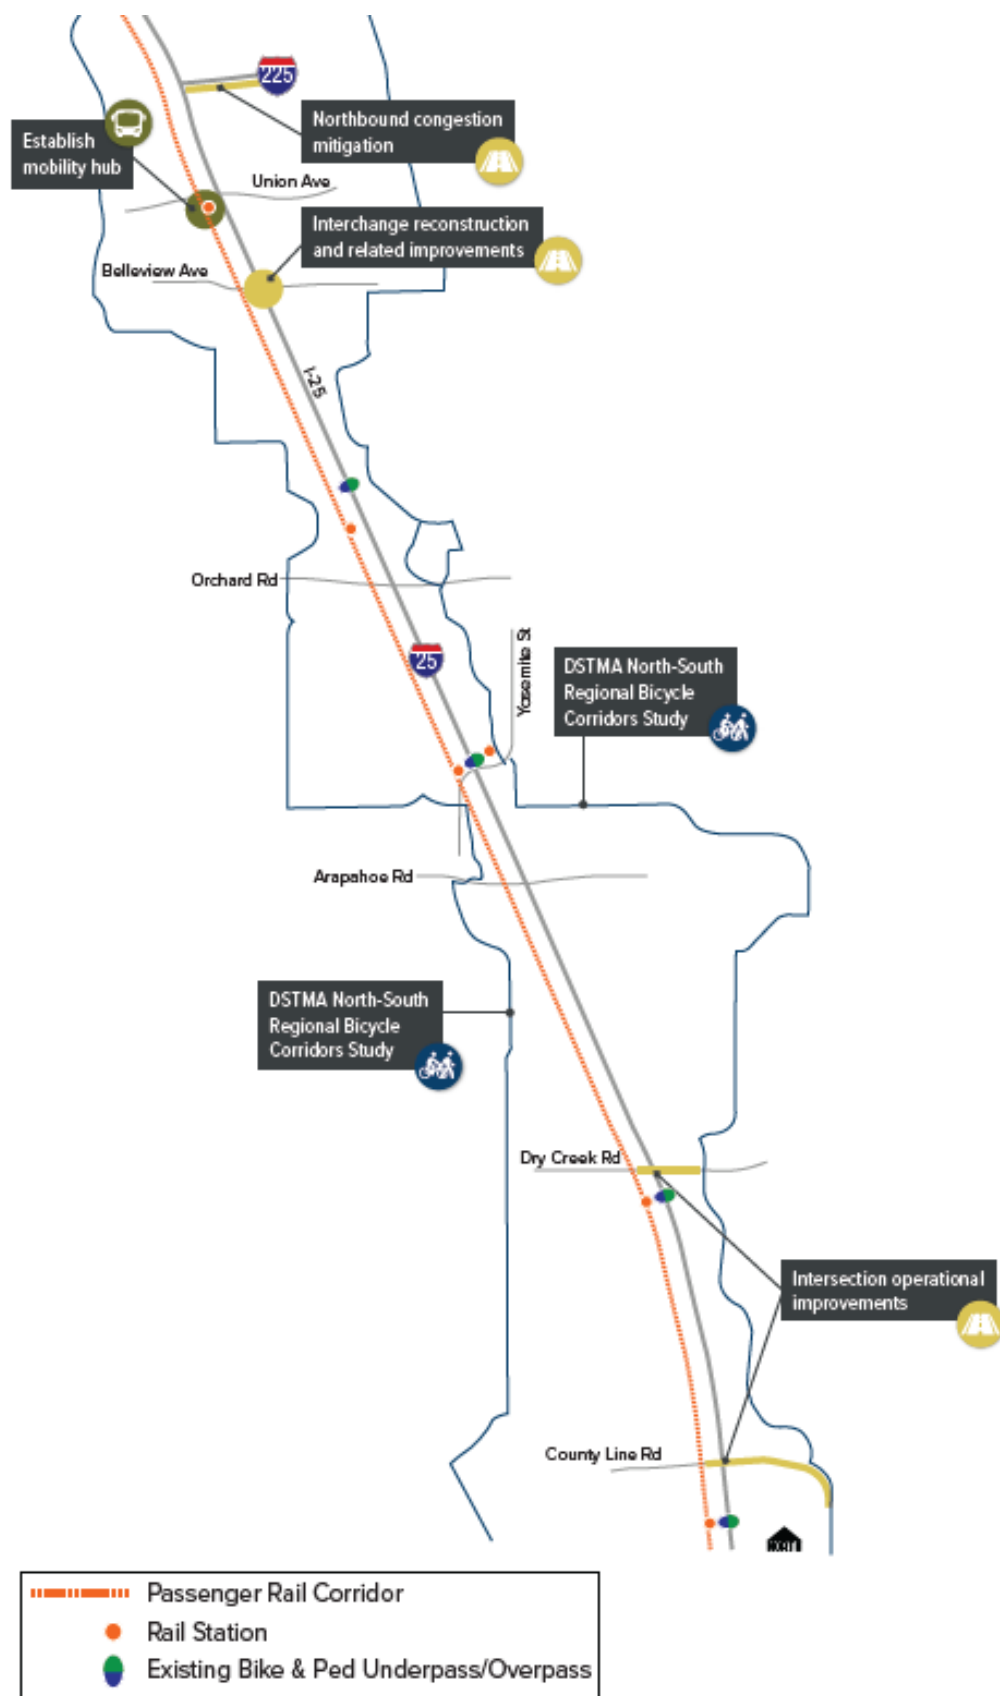 225
Northbound congestion
mitigation
Establish
mobility hub
Union Ave
Interchange reconstruction
and related improvements
Belleview Ave
I-25
Orchard Rd
25
Yosemite St
DSTMA North-South
Regional Bicycle
Corridors Study
Arapahoe Rd
DSTMA North-South
Regional Bicycle
Corridors Study
Dry Creek Rd
Intersection operational
improvements
County Line Rd
NORTH
Passenger Rail Corridor
Rail Station
Existing Bike & Ped Underpass/Overpass